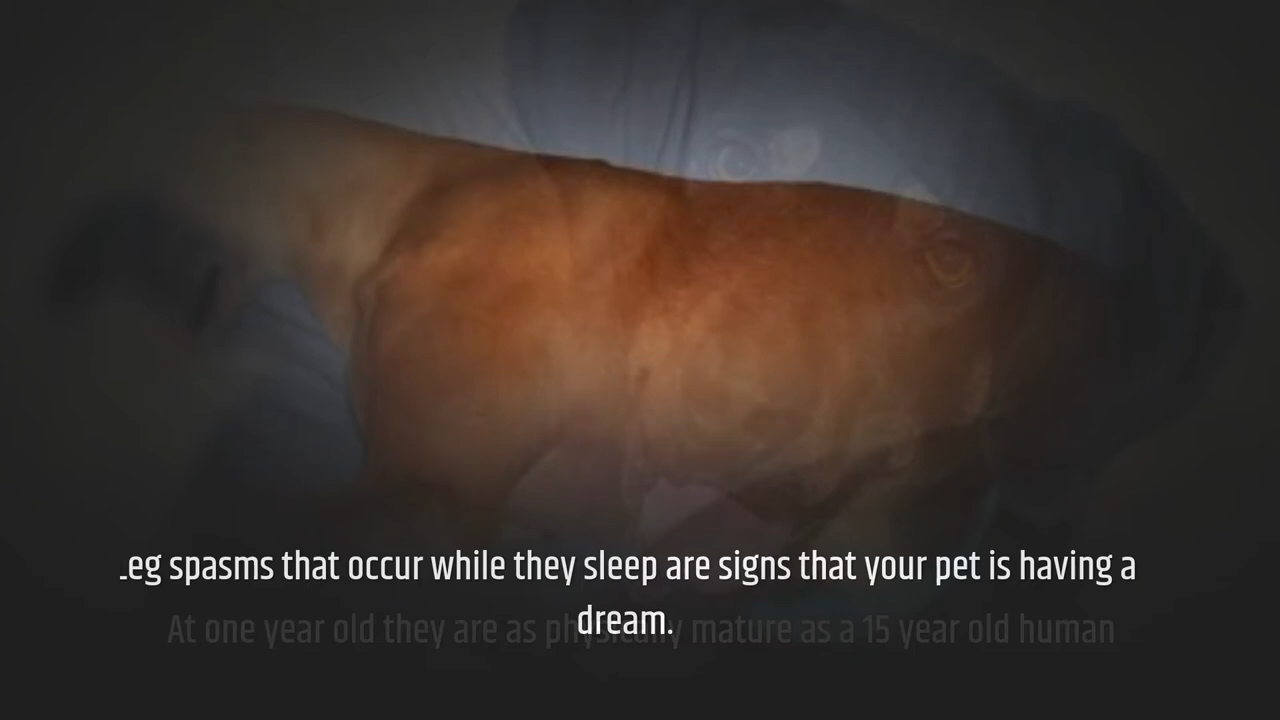 eg spasms that occur while they sleep are signs that your pet is having a
dream.
At one year old they are as physically mature as a 15 year old human